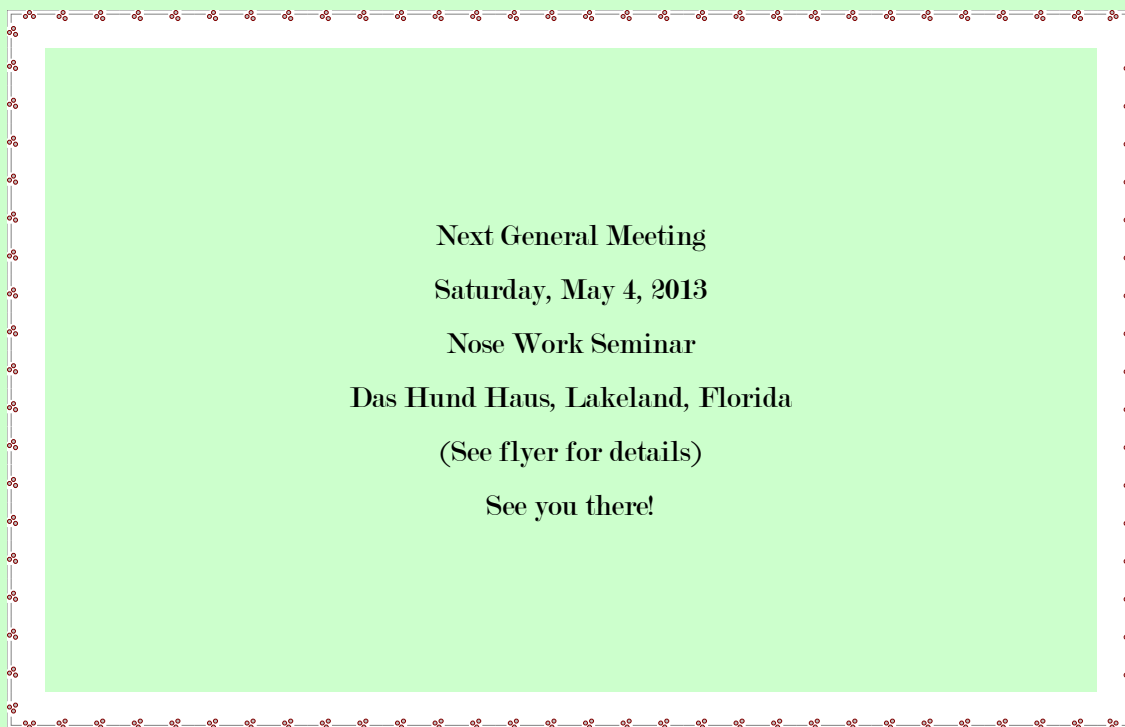 Next General Meeting
Saturday, May 4, 2013
Nose Work Seminar
Das Hund Haus, Lakeland, Florida
(See flyer for details)
See you there!